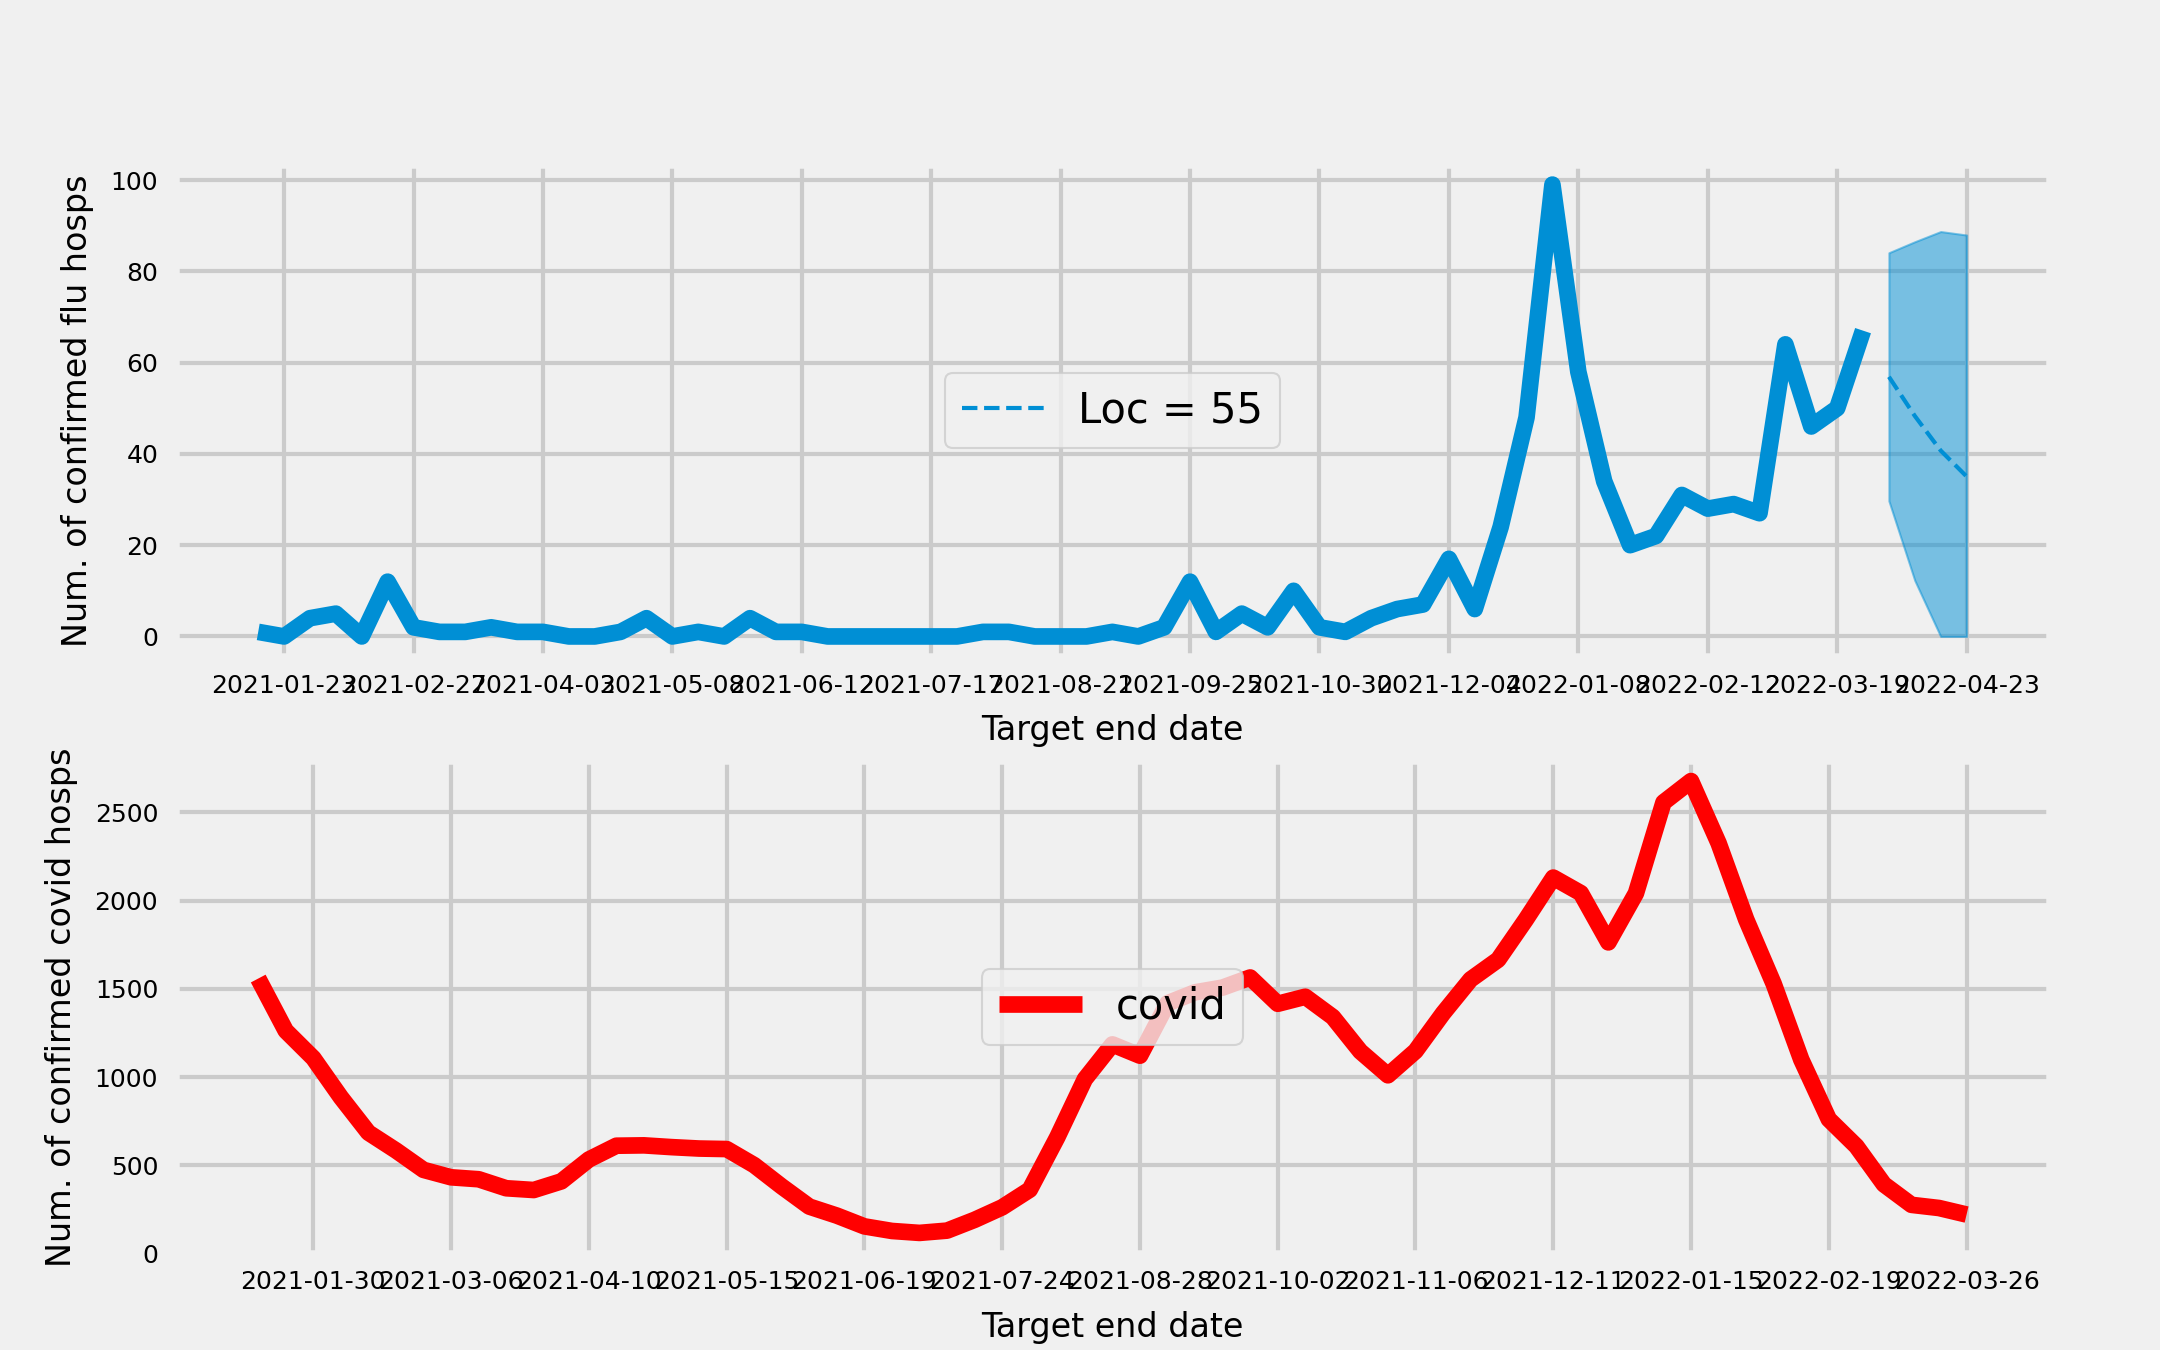 Num. of confirmed flu hosps
100
80
60
40
20
0
Loc = 55
2021-01-23 2021-02-27 2021-04-03 2021-05-08 2021-06-12 2021-07-17 2021-08-21 2021-09-25 2021-10-30 2021-12-04 2022-01-08 2022-02-12 2022-03-19 2022-04-23
Target end date
Num. of confirmed covid hosps
2500
2000
1500
1000
500
0
covid
2021-01-30 2021-03-06 2021-04-10 2021-05-15 2021-06-19 2021-07-24 2021-08-28 2021-10-02 2021-11-06 2021-12-11 2022-01-15 2022-02-19 2022-03-26
Target end date